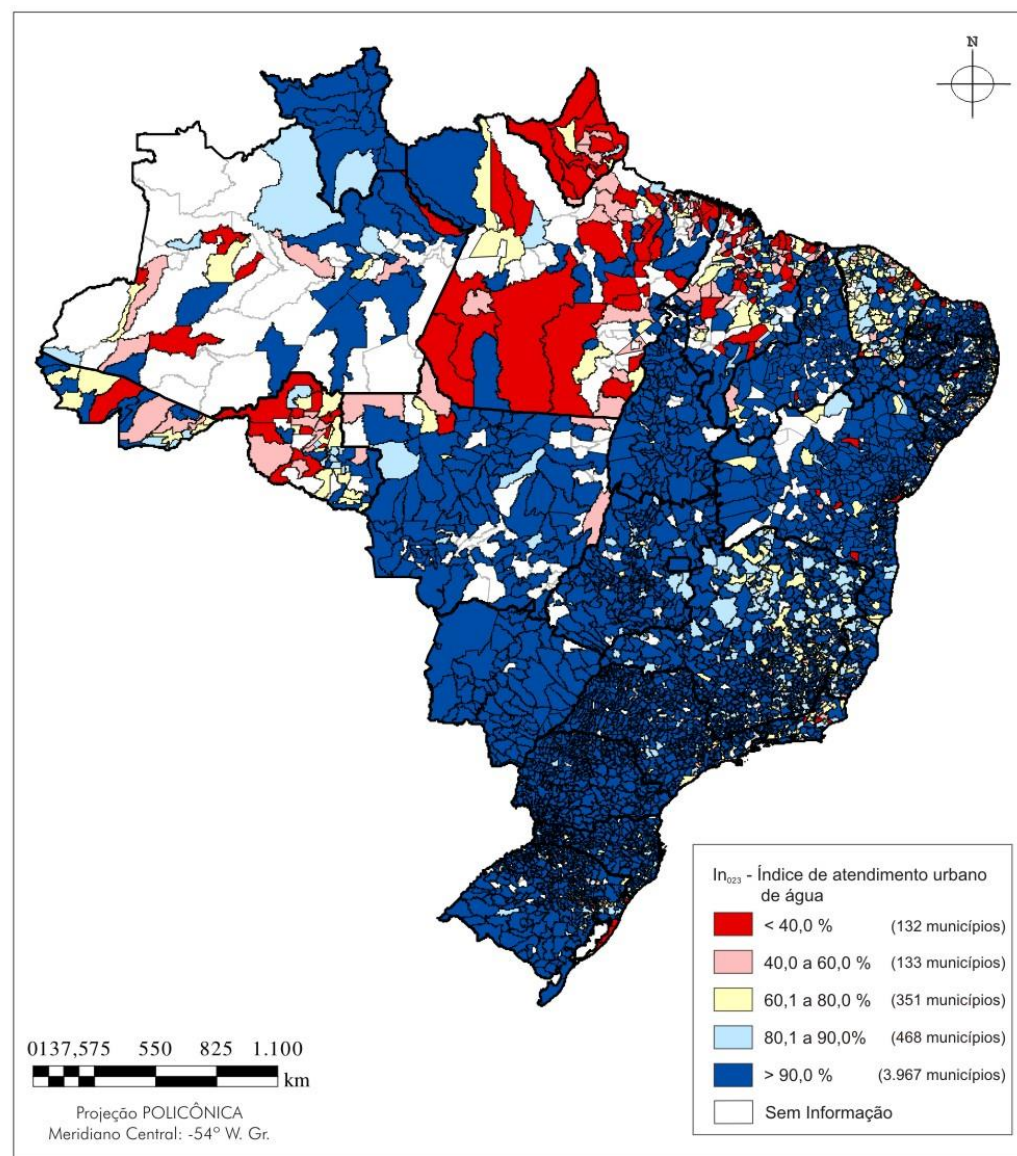 N
In023 - Índice de atendimento urbano
de água
< 40,0 % (132 municípios)
40,0 a 60,0 % (133 municípios)
60,1 a 80,0 % (351 municípios)
80,1 a 90,0% (468 municípios)
> 90,0 % (3.967 municípios)
Sem Informação
0137,575 550 825 1.100
km
Projeção POLICÔNICA
Meridiano Central: -54º W. Gr.